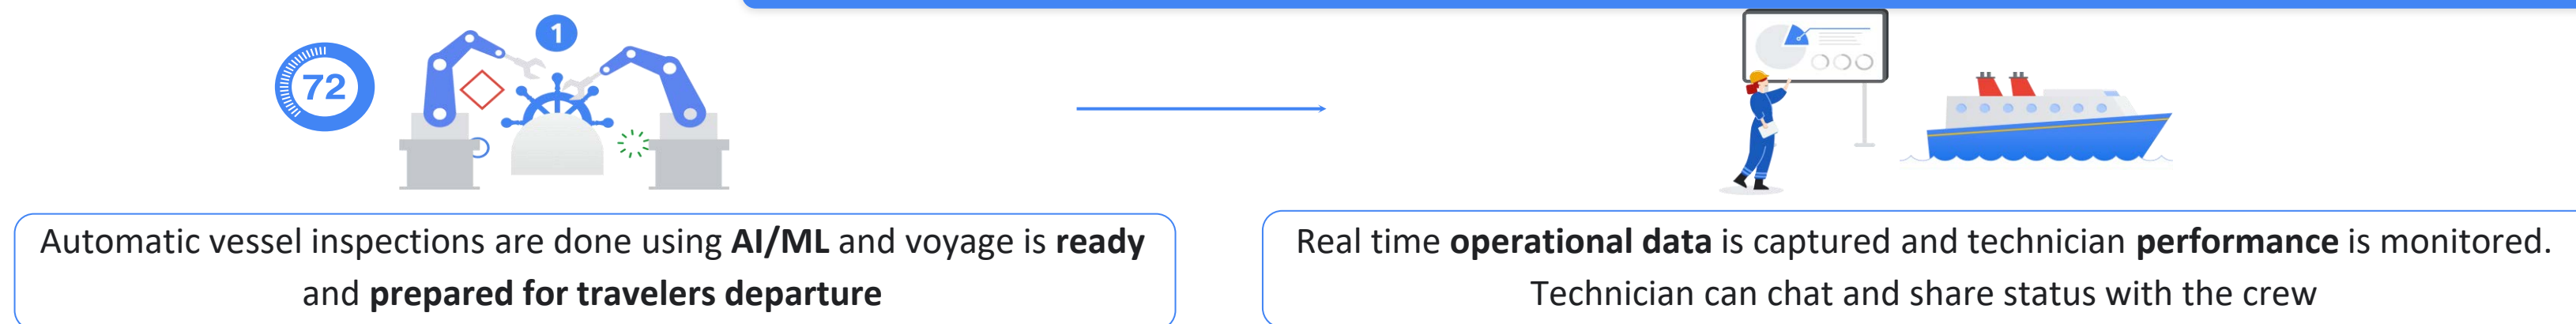 1
72
Automatic vessel inspections are done using AI/ML and voyage is ready
and prepared for travelers departure
Real time operational data is captured and technician performance is monitored.
Technician can chat and share status with the crew